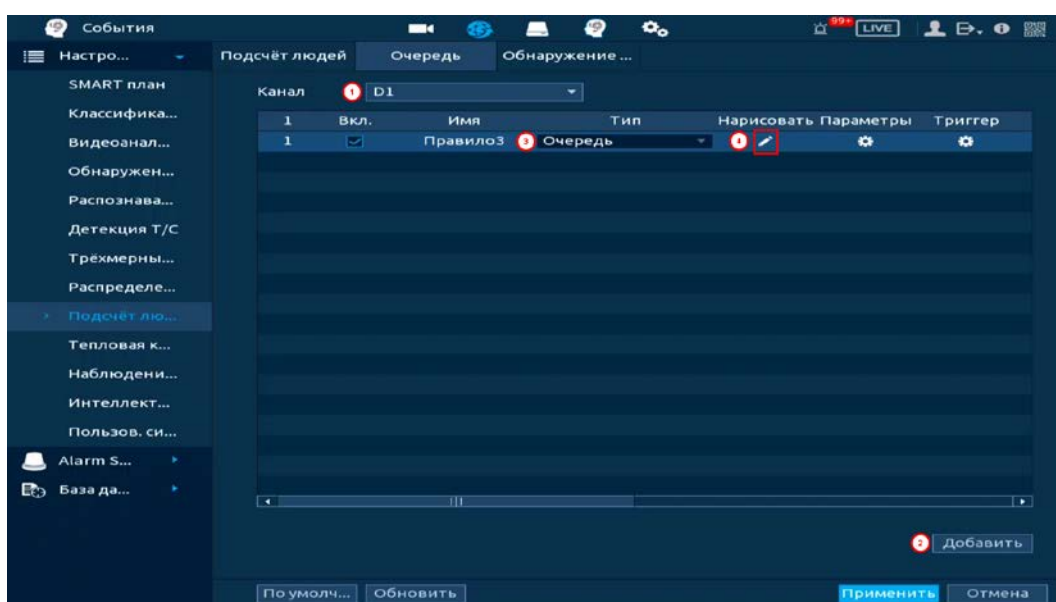 События
99+
LIVE
Настро...
Подсчёт людей
Очередь
Обнаружение ...
SMART план
Классифика...
Видеоанал...
Обнаружен...
Распознава...
Детекция Т/С
Трёхмерны...
Распределе...
Подсчёт лю...
Тепловая к...
Наблюдени...
Интеллект...
Пользов. си...
Alarm S...
База да...
Канал 1 D1
1 Вкл. Имя Тип Нарисовать Параметры Триггер
1 Правило3 3 Очередь 4
2 Добавить
По умолч... Обновить Применить Отмена